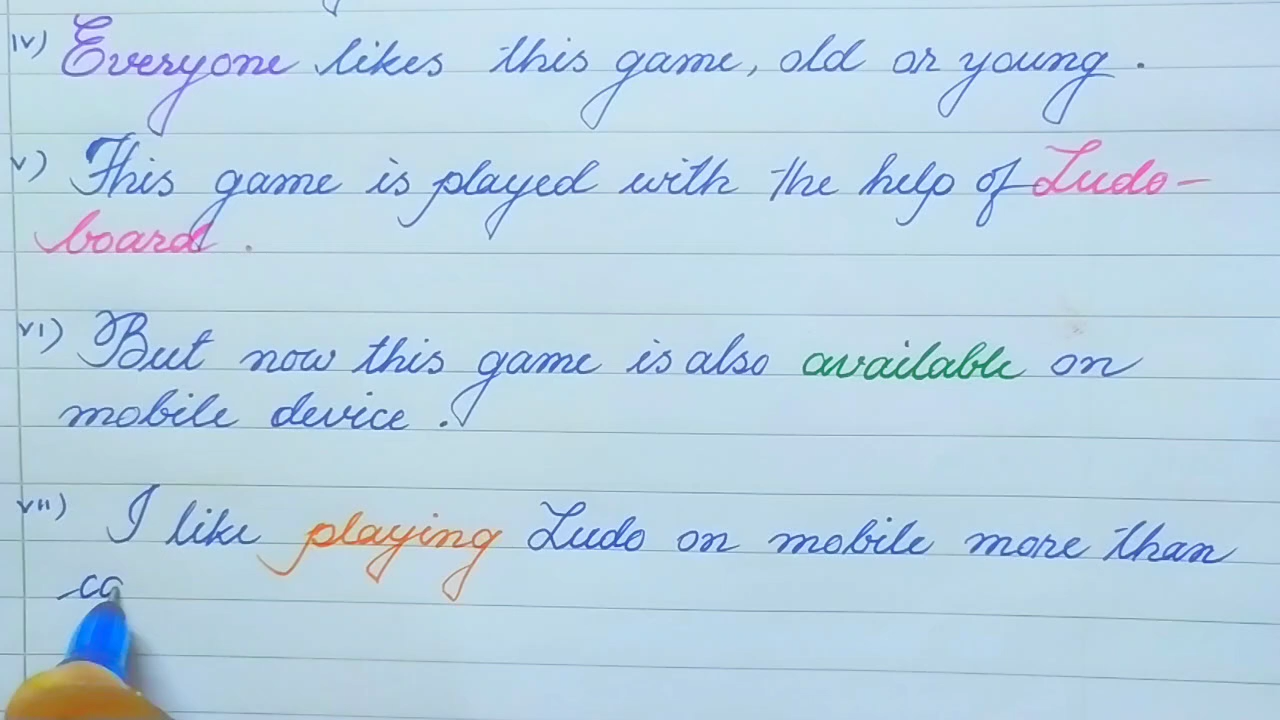 iv) Everyone likes this game, old or young.
v) This game is played with the help of Ludo-
board.
vi) But now this game is also available on
mobile device.
vii) I like playing Ludo on mobile more than